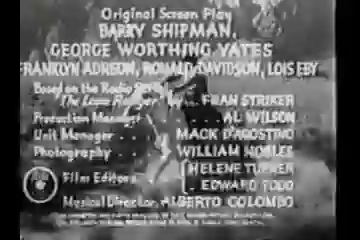 Original Screen Play
BARRY SHIPMAN,
GEORGE WORTHING YATES
FRANKLYN ADREON, RONALD DAVIDSON, LOIS EBY
Based on the Radio
The Lone Ranger FRAN STRIKER
Production Manager AL WILSON
Unit Manager . . MACK D'AGOSTINO
Photography . . WILLIAM NOBLES
Film Editors HELENE TURNER
EDWARD TODD
Musical Director, ALBERTO COLOMBO